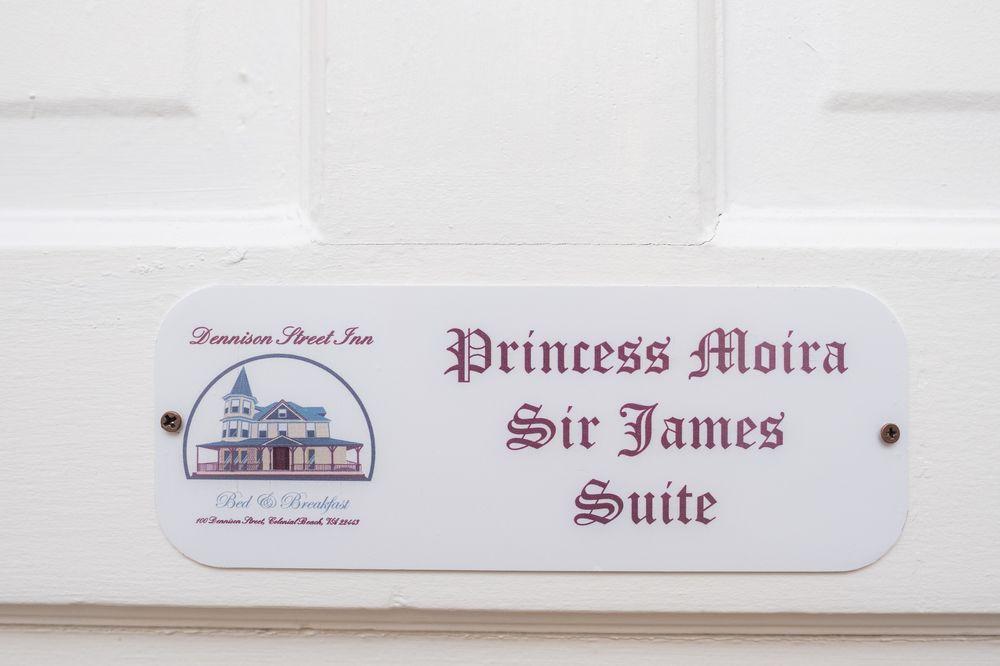 Dennison Street Inn
Bed & Breakfast
100 Dennison Street, Colonial Beach, VA 22443
Princess Moira
Sir James
Suite